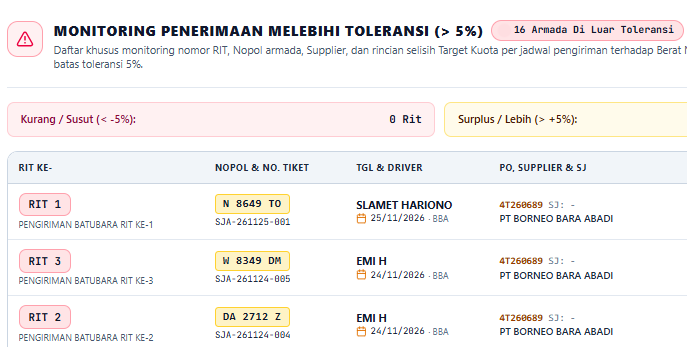 MONITORING PENERIMAAN MELEBIHI TOLERANSI (> 5%)
16 Armada Di Luar Toleransi
Daftar khusus monitoring nomor RIT, Nopol armada, Supplier, dan rincian selisih Target Kuota per jadwal pengiriman terhadap Berat
batas toleransi 5%.
Kurang / Susut (< -5%): 0 Rit
Surplus / Lebih (> +5%):
RIT KE- NOPOL & NO. TIKET TGL & DRIVER PO, SUPPLIER & SJ
RIT 1 N 8649 TO SLAMET HARIONO 4T260689 SJ: -
PENGIRIMAN BATUBARA RIT KE-1 SJA-261125-001 25/11/2026 · BBA PT BORNEO BARA ABADI
RIT 3 W 8349 DM EMI H 4T260689 SJ: -
PENGIRIMAN BATUBARA RIT KE-3 SJA-261124-005 24/11/2026 · BBA PT BORNEO BARA ABADI
RIT 2 DA 2712 Z EMI H 4T260689 SJ: -
PENGIRIMAN BATUBARA RIT KE-2 SJA-261124-004 24/11/2026 · BBA PT BORNEO BARA ABADI